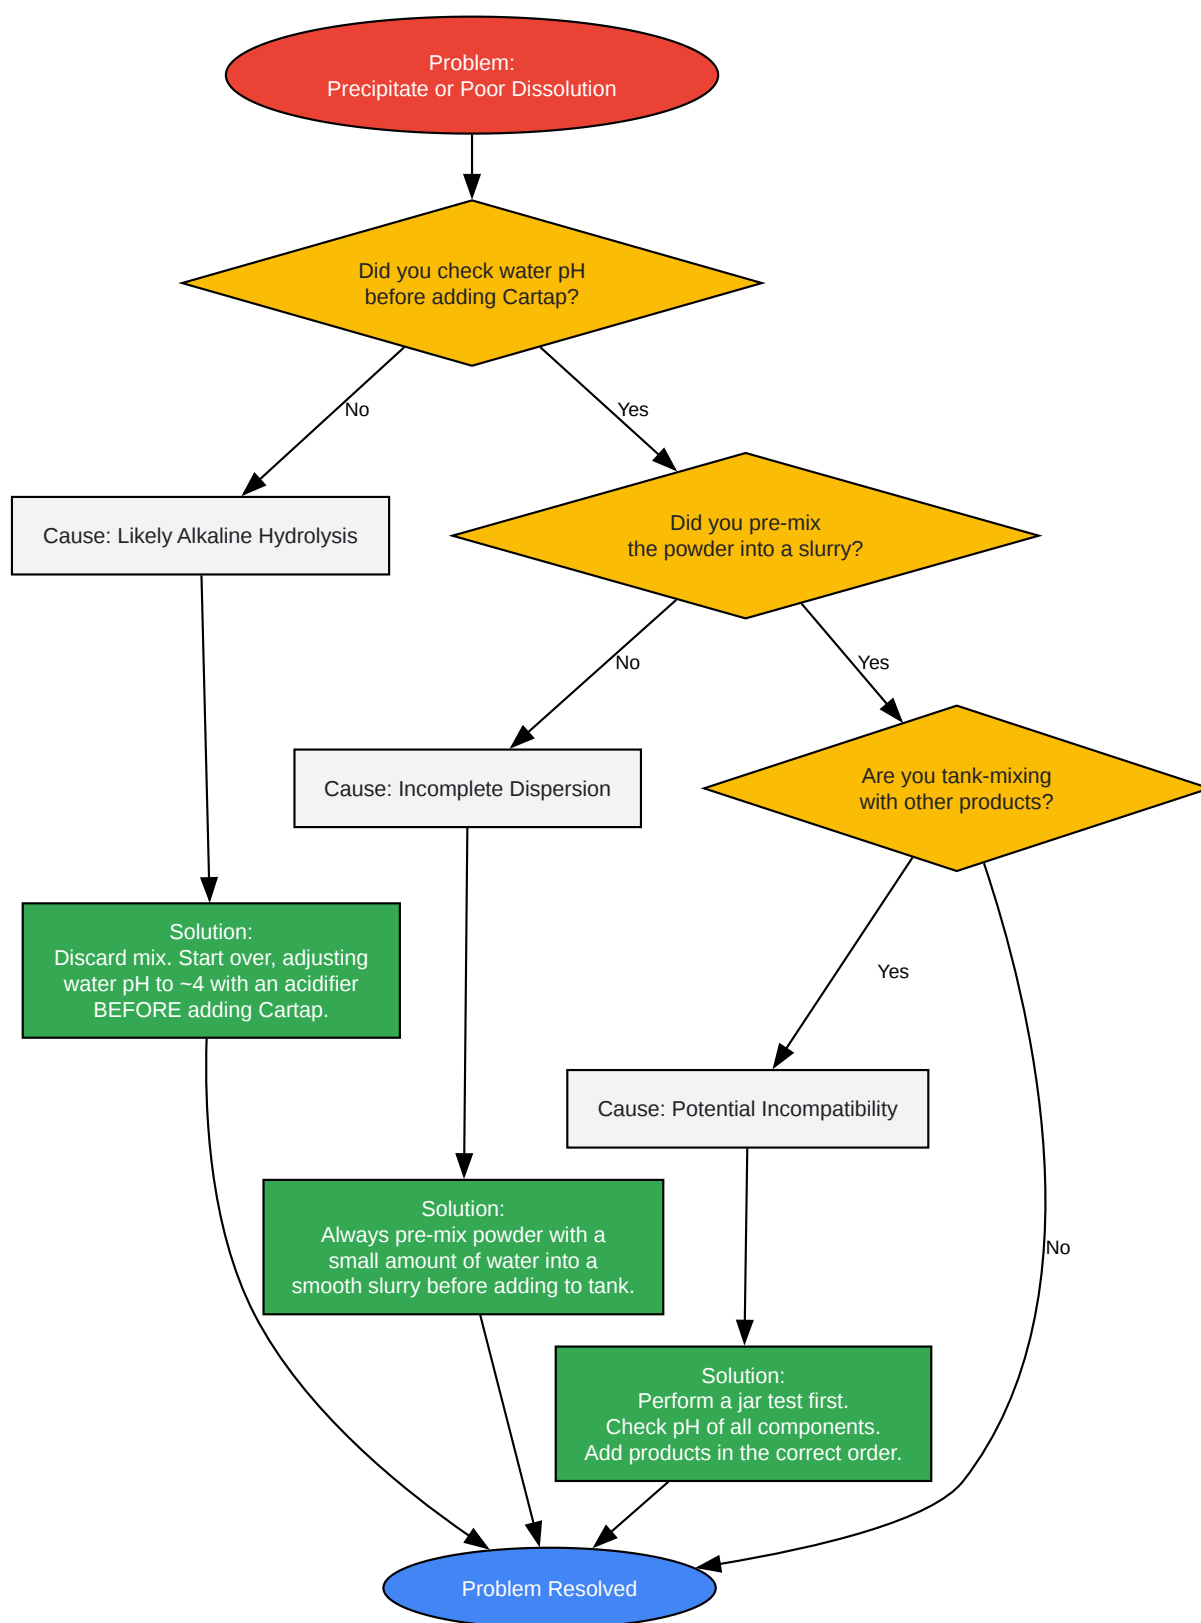 Problem:
Precipitate or Poor Dissolution
Did you check water pH
before adding Cartap?
No
Yes
Cause: Likely Alkaline Hydrolysis
Did you pre-mix
the powder into a slurry?
No
Yes
Cause: Incomplete Dispersion
Are you tank-mixing
with other products?
Solution:
Discard mix. Start over, adjusting
water pH to ~4 with an acidifier
BEFORE adding Cartap.
Yes
Cause: Potential Incompatibility
Solution:
Always pre-mix powder with a
small amount of water into a
smooth slurry before adding to tank.
No
Solution:
Perform a jar test first.
Check pH of all components.
Add products in the correct order.
Problem Resolved